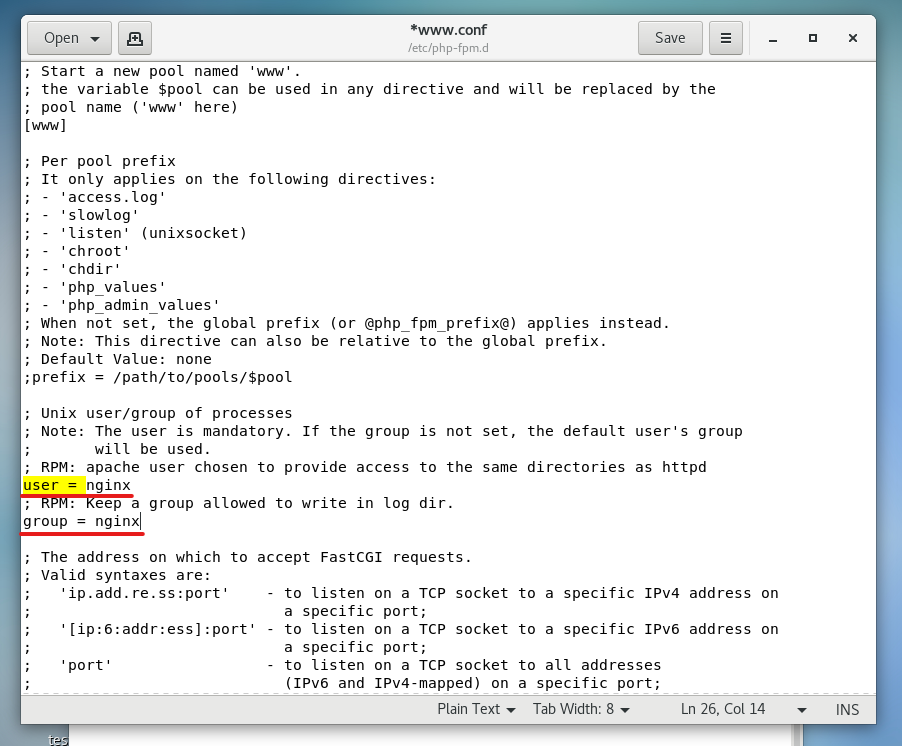 Open
*www.conf
/etc/php-fpm.d
Save
; Start a new pool named 'www'.
; the variable $pool can be used in any directive and will be replaced by the
; pool name ('www' here)
[www]
; Per pool prefix
; It only applies on the following directives:
; - 'access.log'
; - 'slowlog'
; - 'listen' (unixsocket)
; - 'chroot'
; - 'chdir'
; - 'php_values'
; - 'php_admin_values'
; When not set, the global prefix (or @php_fpm_prefix@) applies instead.
; Note: This directive can also be relative to the global prefix.
; Default Value: none
;prefix = /path/to/pools/$pool
; Unix user/group of processes
; Note: The user is mandatory. If the group is not set, the default user's group
;       will be used.
; RPM: apache user chosen to provide access to the same directories as httpd
user = nginx
; RPM: Keep a group allowed to write in log dir.
group = nginx
; The address on which to accept FastCGI requests.
; Valid syntaxes are:
;   'ip.add.re.ss:port'    - to listen on a TCP socket to a specific IPv4 address on
;                            a specific port;
;   '[ip:6:addr:ess]:port' - to listen on a TCP socket to a specific IPv6 address on
;                            a specific port;
;   'port'                 - to listen on a TCP socket to all addresses
;                            (IPv6 and IPv4-mapped) on a specific port;
Plain Text
Tab Width: 8
Ln 26, Col 14
INS
tes